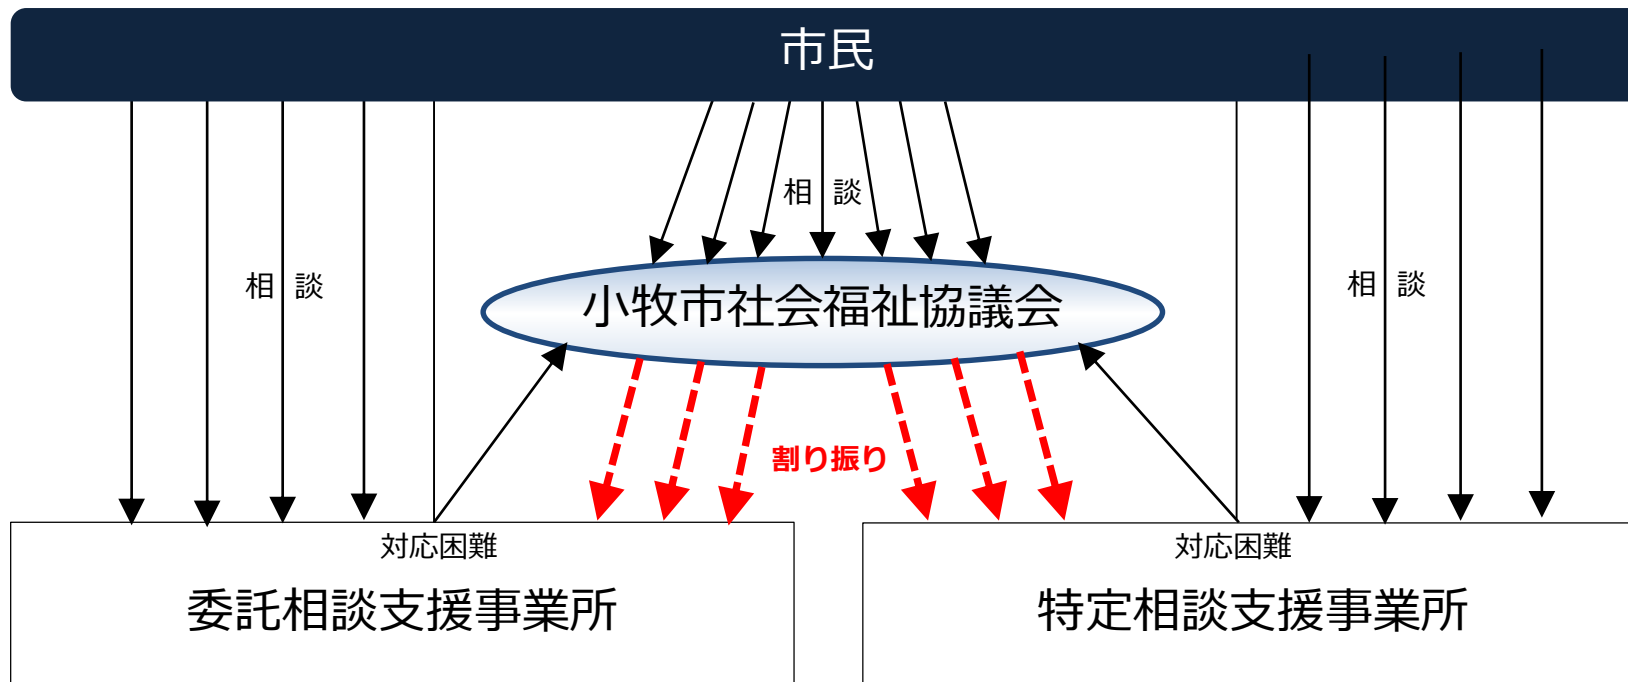 市民
相 談
相 談
相 談
小牧市社会福祉協議会
割り振り
対応困難
対応困難
委託相談支援事業所
特定相談支援事業所